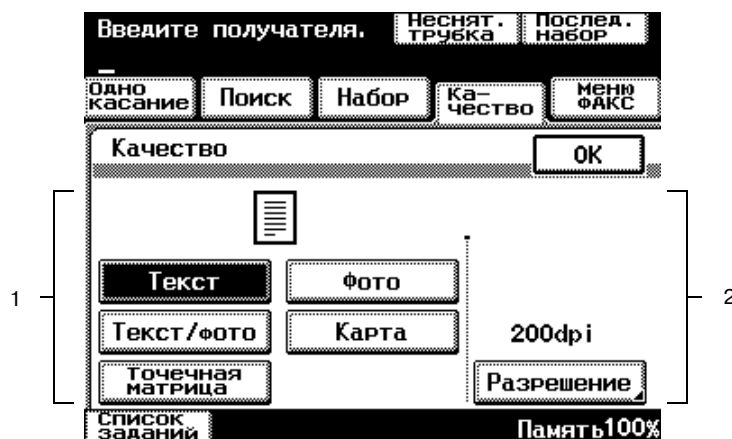 Введите получателя.
Неснят. трубка
Послед. набор
Одно касание
Поиск
Набор
Ка-
чество
меню ФАКС
Качество
OK
1
2
Текст
Фото
Текст/фото
Карта
200dpi
Точечная матрица
Разрешение
Список заданий
Память100%